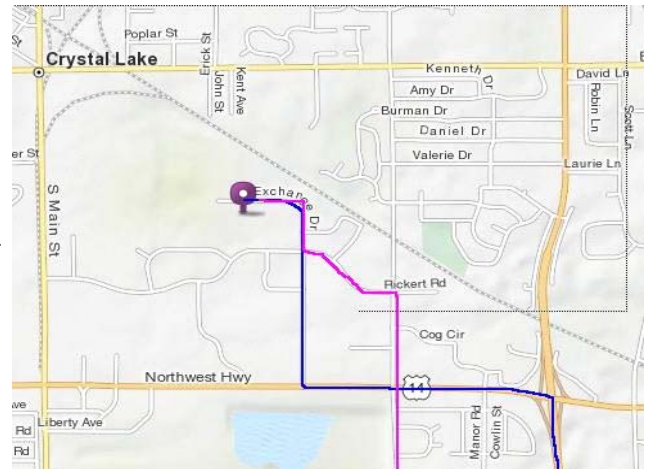 St
Poplar St
Erick St
Crystal Lake
John St
Kent Ave
Kenneth Dr
David Ln
Amy Dr
Robin Ln
Burman Dr
Scott Ln
Daniel Dr
er St
Valerie Dr
Laurie Ln
S Main St
Exchange Dr
Rickert Rd
Cog Cir
Northwest Hwy
14
ve
Rd
Liberty Ave
Manor Rd
Cowlin St
Rd